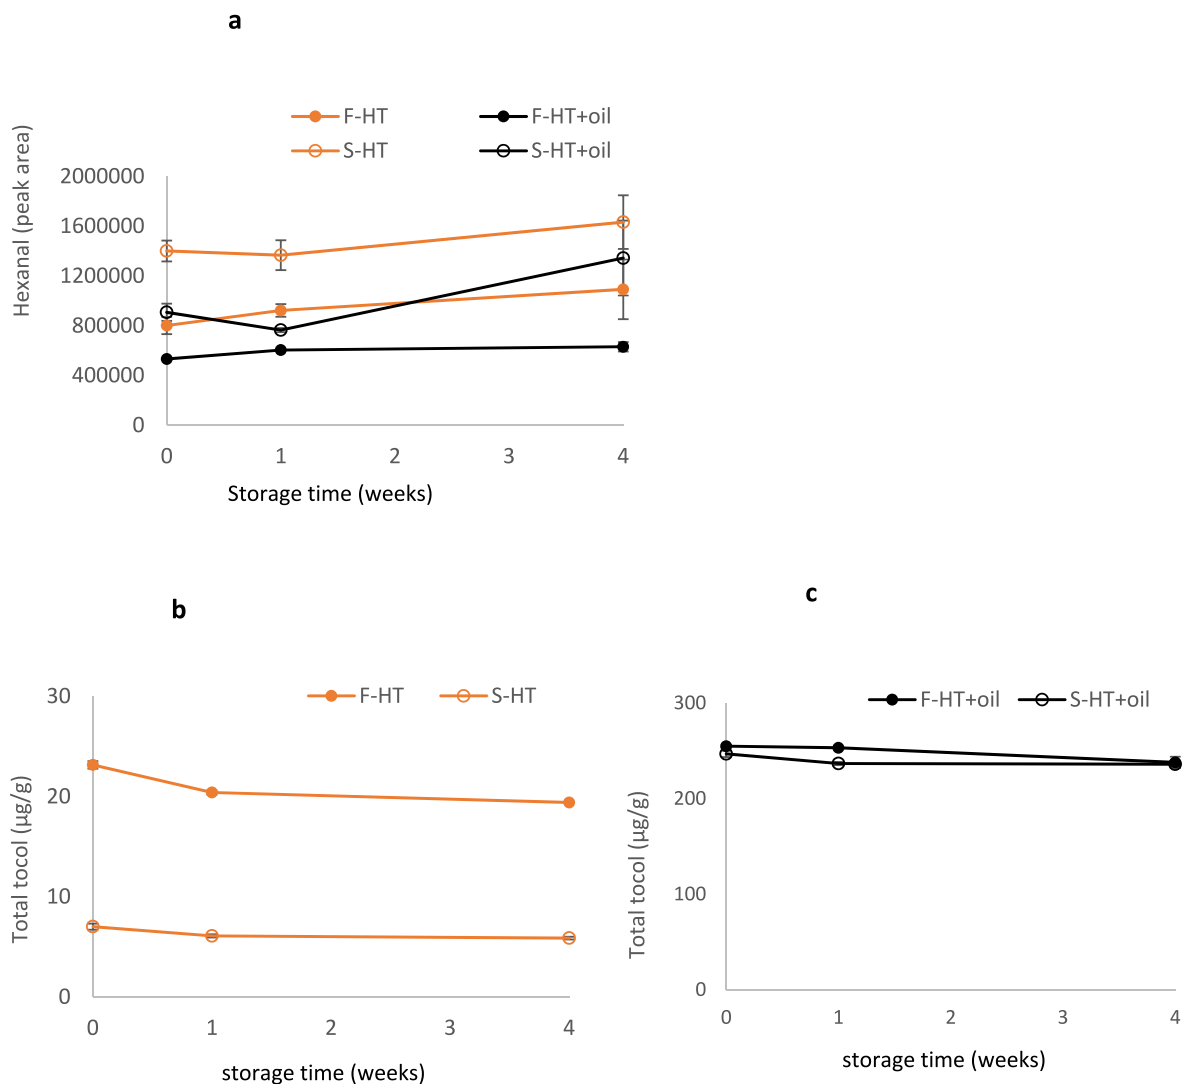 a
F-HT F-HT+oil
S-HT S-HT+oil
Hexanal (peak area)
2000000
1600000
1200000
800000
400000
0
0 1 2 3 4
Storage time (weeks)
b
F-HT S-HT
Total tocol (µg/g)
30
20
10
0
0 1 2 3 4
storage time (weeks)
c
F-HT+oil S-HT+oil
Total tocol (µg/g)
300
200
100
0
0 1 2 3 4
storage time (weeks)